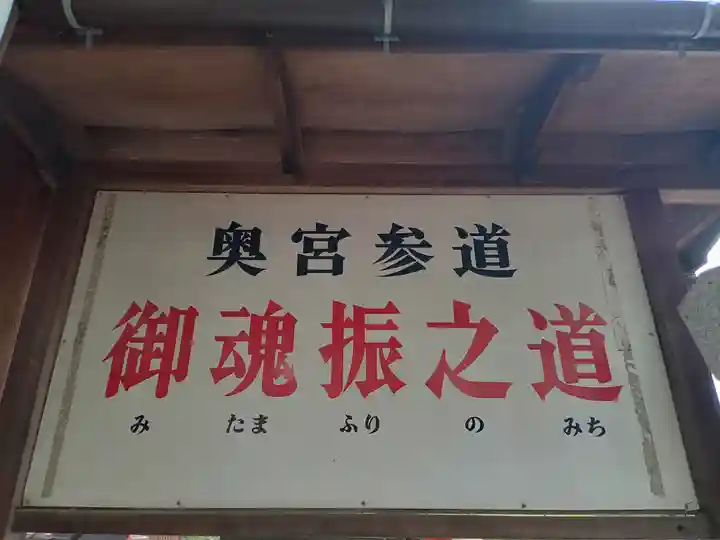 奥宮参道
御魂振之道
み たま ふり の みち